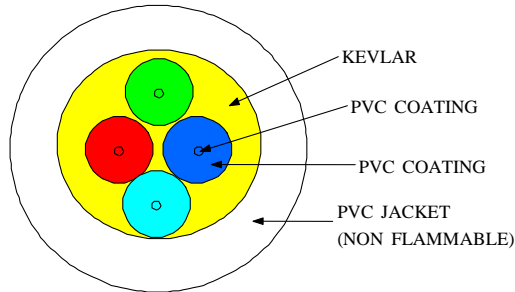 KEVLAR
PVC COATING
PVC COATING
PVC JACKET
(NON FLAMMABLE)